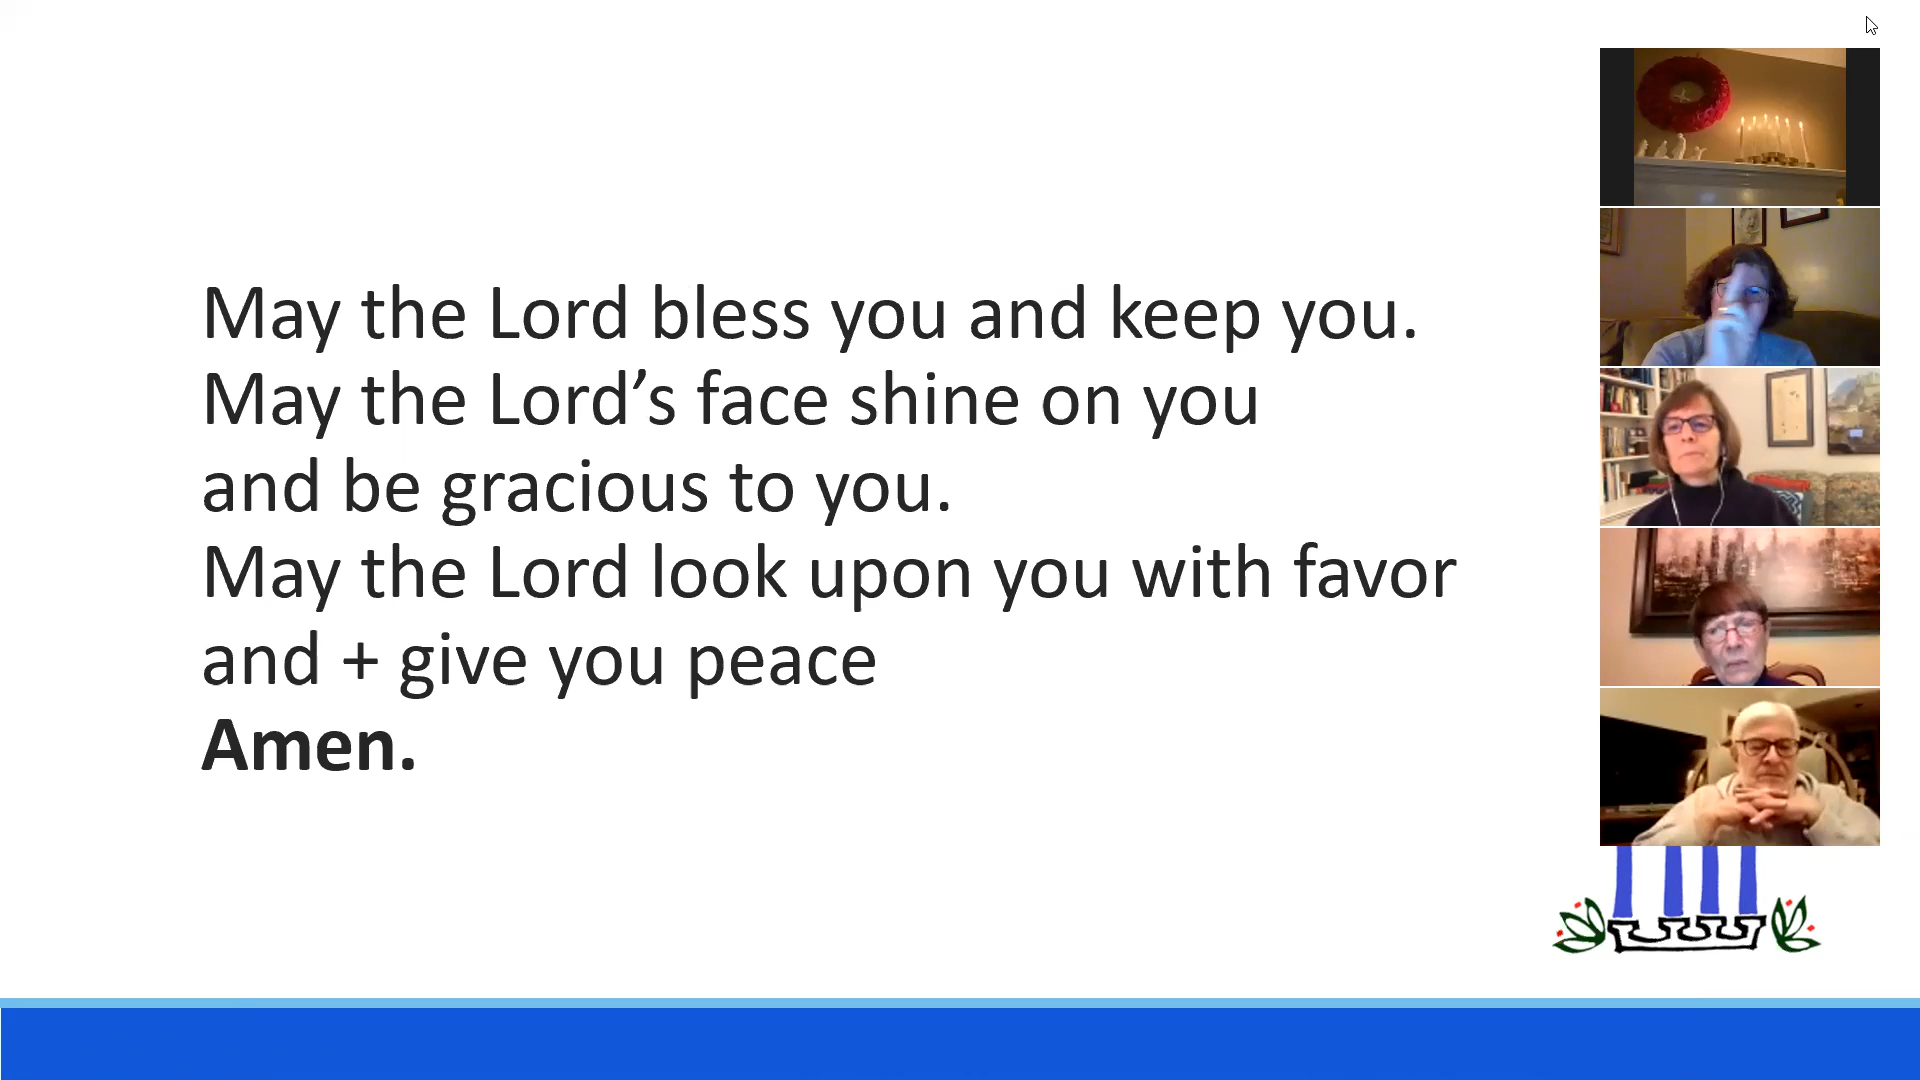 May the Lord bless you and keep you.
May the Lord’s face shine on you
and be gracious to you.
May the Lord look upon you with favor
and + give you peace
Amen.